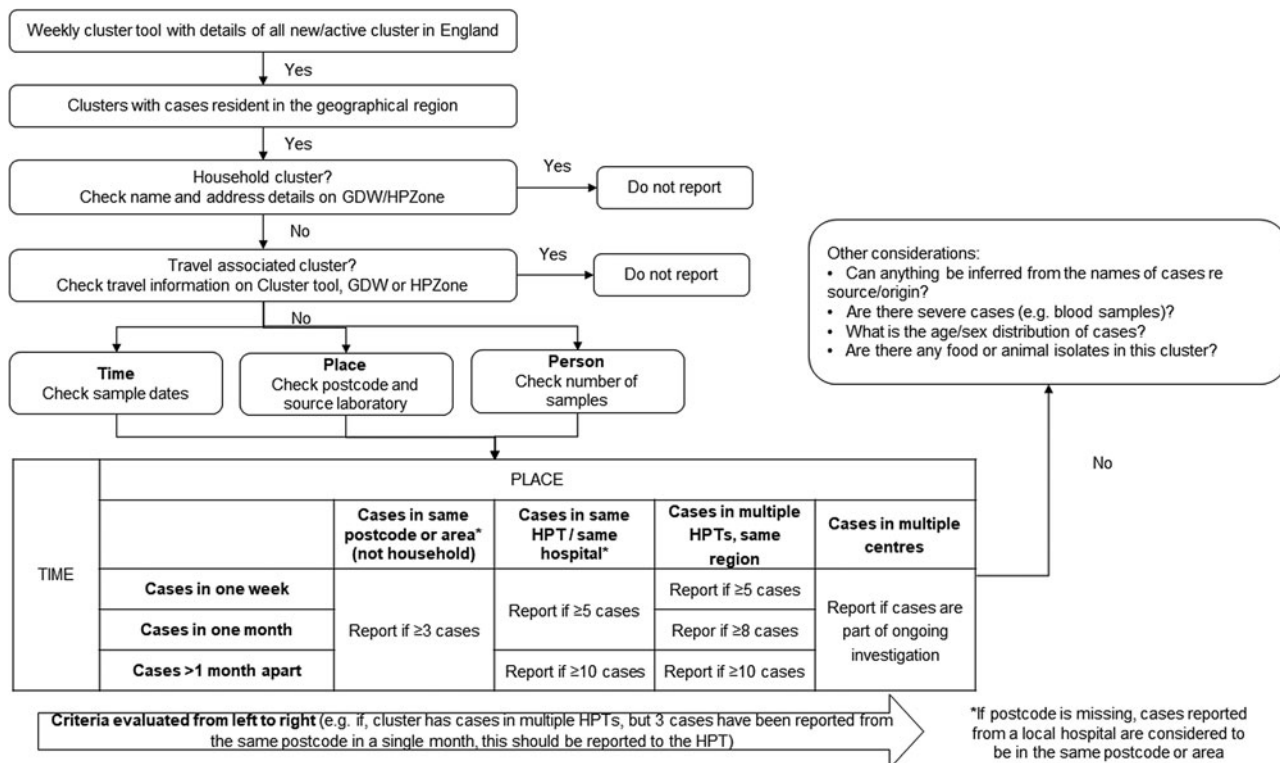 Weekly cluster tool with details of all new/active cluster in England
Yes
Clusters with cases resident in the geographical region
Yes
Household cluster?
Check name and address details on GDW/HPZone
Yes
Do not report
No
Travel associated cluster?
Check travel information on Cluster tool, GDW or HPZone
Yes
Do not report
No
Time
Check sample dates
Place
Check postcode and
source laboratory
Person
Check number of
samples
Other considerations:
• Can anything be inferred from the names of cases re
source/origin?
• Are there severe cases (e.g. blood samples)?
• What is the age/sex distribution of cases?
• Are there any food or animal isolates in this cluster?
No
TIME
PLACE
Cases in same
postcode or area*
(not household)
Cases in same
HPT / same
hospital*
Cases in multiple
HPTs, same
region
Cases in multiple
centres
Cases in one week
Cases in one month
Cases >1 month apart
Report if ≥3 cases
Report if ≥5 cases
Report if ≥10 cases
Report if ≥5 cases
Repor if ≥8 cases
Report if ≥10 cases
Report if cases are
part of ongoing
investigation
Criteria evaluated from left to right (e.g. if, cluster has cases in multiple HPTs, but 3 cases have been reported from
the same postcode in a single month, this should be reported to the HPT)
*If postcode is missing, cases reported
from a local hospital are considered to
be in the same postcode or area